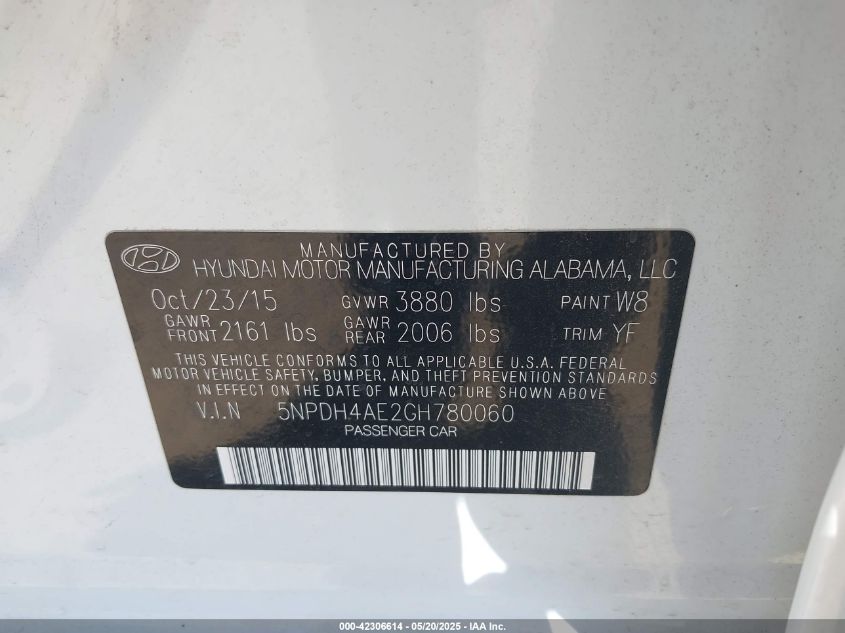 MANUFACTURED BY
HYUNDAI MOTOR MANUFACTURING ALABAMA, LLC
Oct/23/15 GVWR 3880 lbs PAINT W8
GAWR FRONT 2161 lbs GAWR REAR 2006 lbs TRIM YF
THIS VEHICLE CONFORMS TO ALL APPLICABLE U.S.A. FEDERAL
MOTOR VEHICLE SAFETY, BUMPER, AND THEFT PREVENTION STANDARDS
IN EFFECT ON THE DATE OF MANUFACTURE SHOWN ABOVE
V.I.N 5NPDH4AE2GH780060
PASSENGER CAR
000-42306614 - 05/20/2025 - IAA Inc.